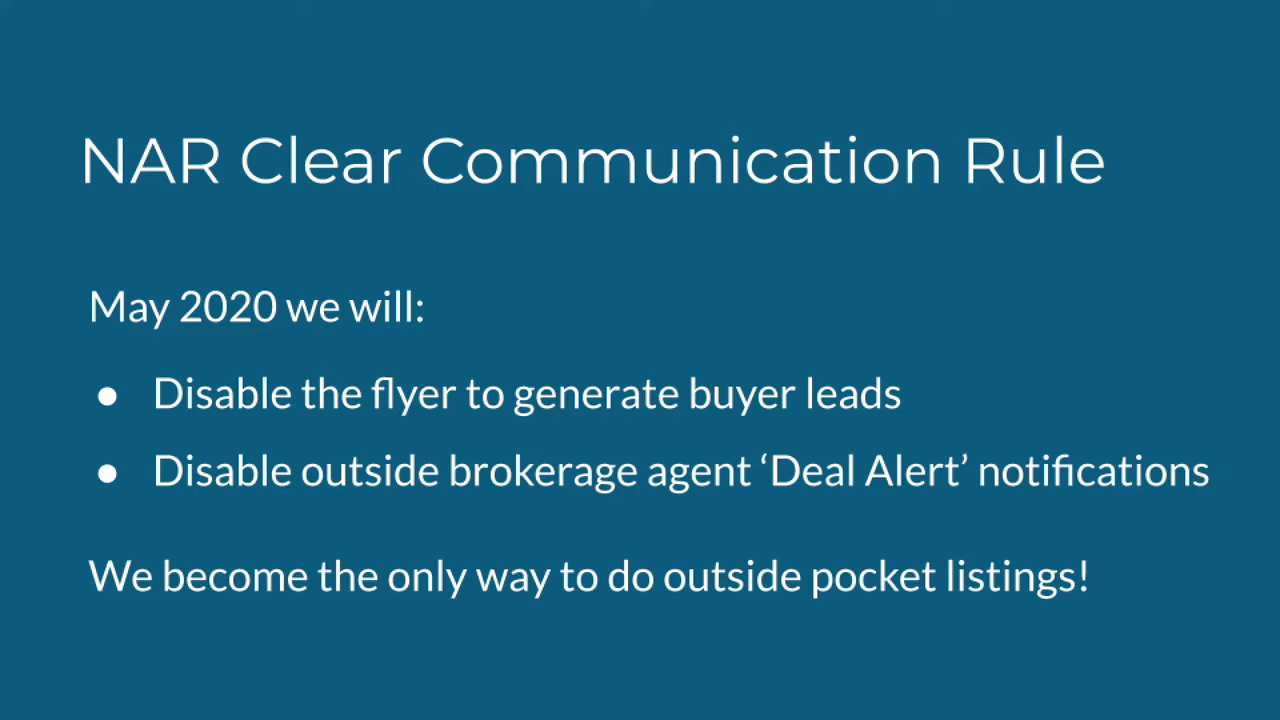 NAR Clear Communication Rule
May 2020 we will:
● Disable the flyer to generate buyer leads
● Disable outside brokerage agent ‘Deal Alert’ notifications
We become the only way to do outside pocket listings!